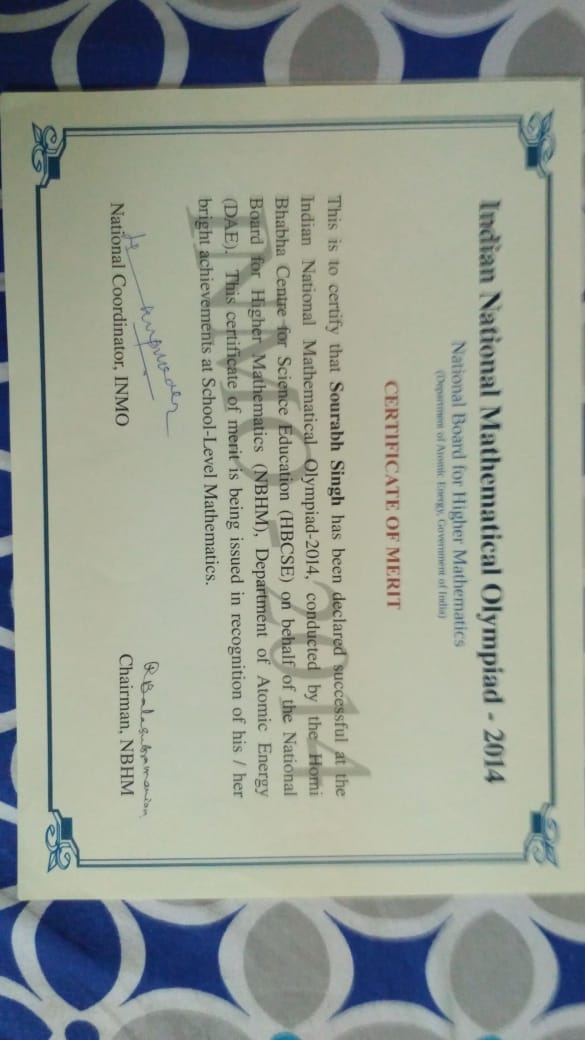 Indian National Mathematical Olympiad - 2014
National Board for Higher Mathematics
(Department of Atomic Energy, Government of India)
CERTIFICATE OF MERIT
This is to certify that Sourabh Singh has been declared successful at the
Indian National Mathematical Olympiad-2014, conducted by the Homi
Bhabha Centre for Science Education (HBCSE) on behalf of the National
Board for Higher Mathematics (NBHM), Department of Atomic Energy
(DAE). This certificate of merit is being issued in recognition of his / her
bright achievements at School-Level Mathematics.
INMO - 2014
National Coordinator, INMO
RBalasubramanian
Chairman, NBHM